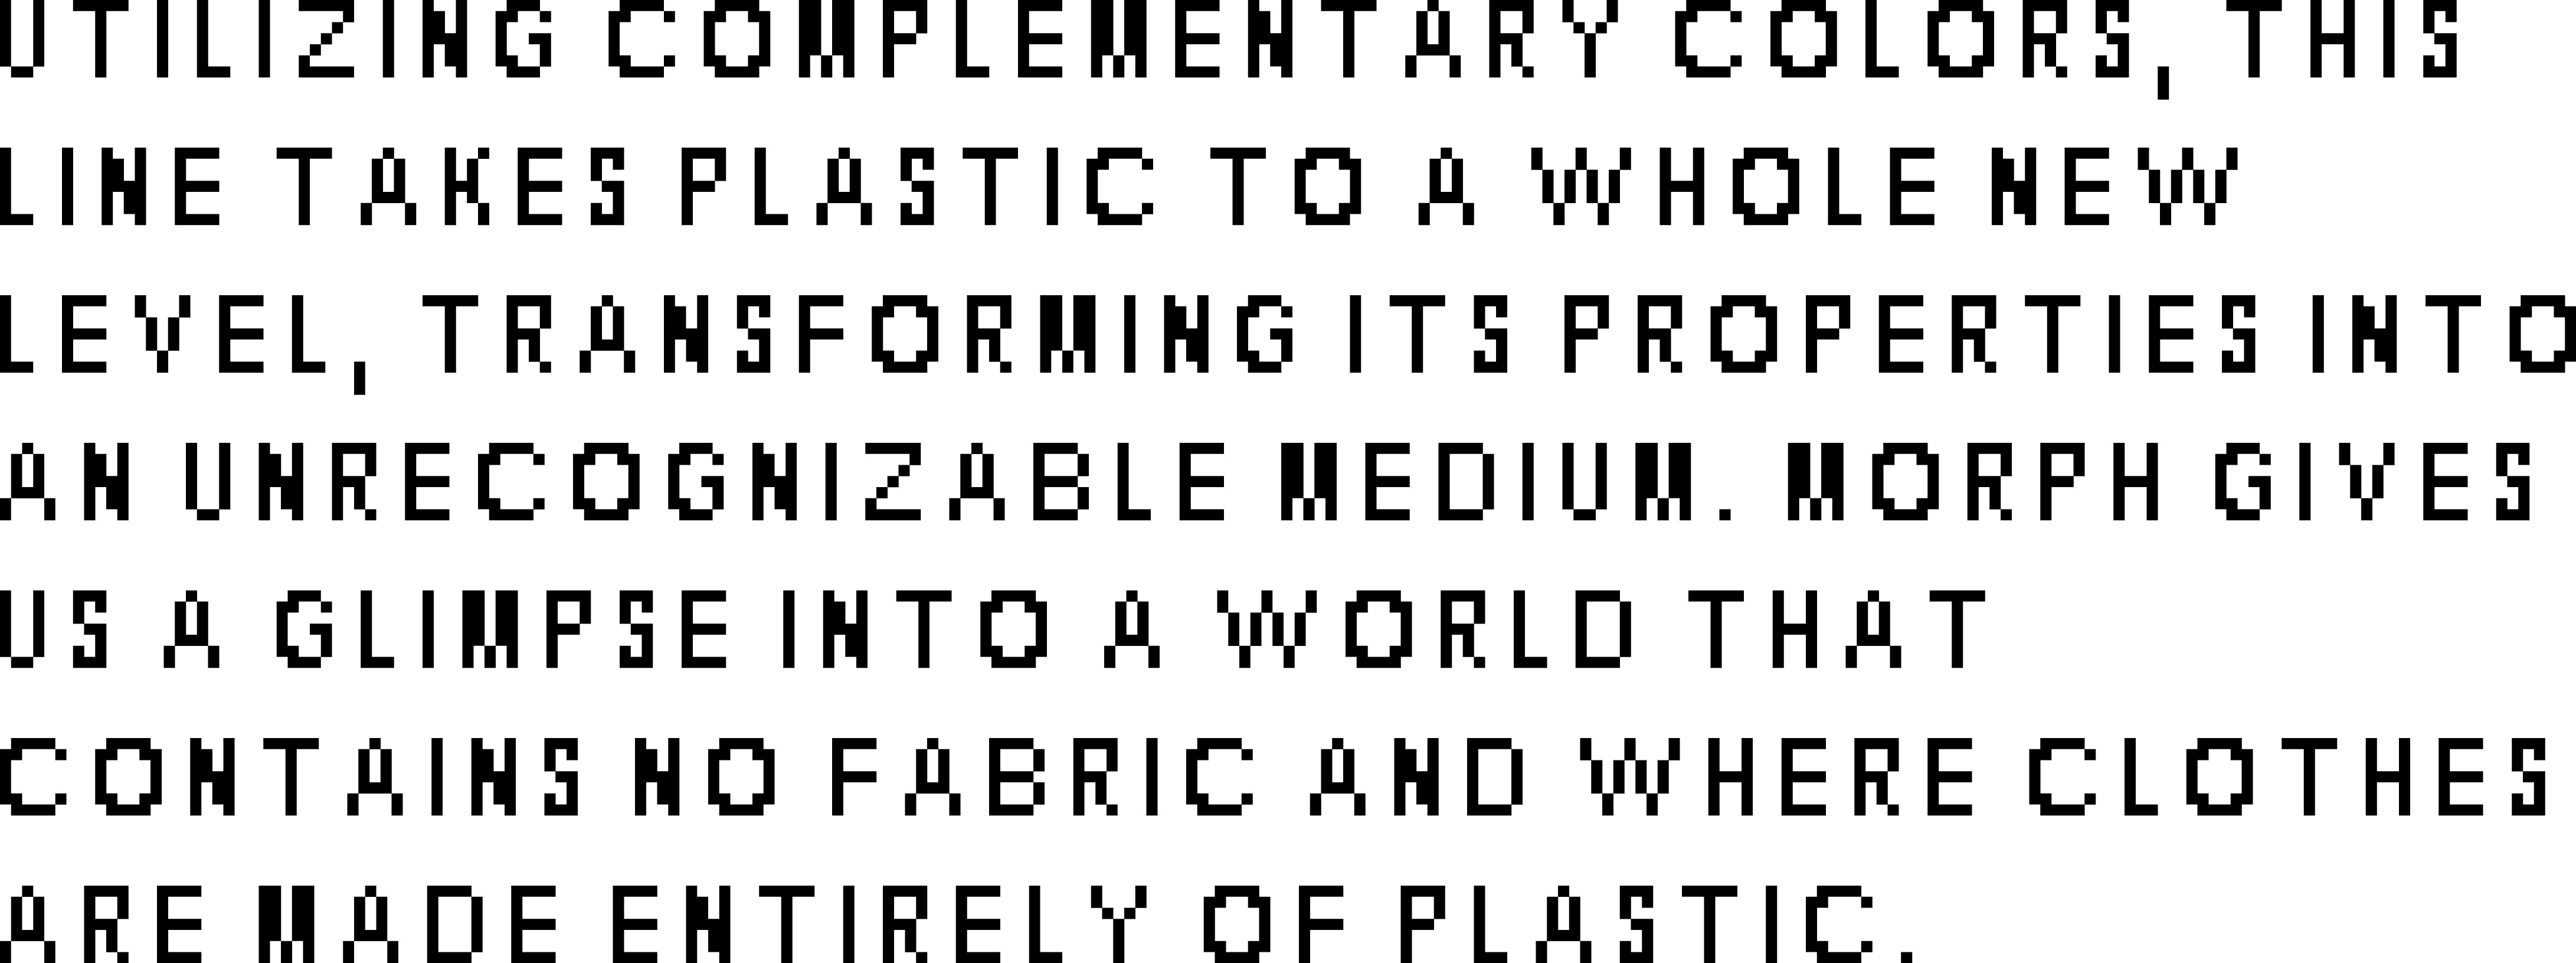 UTILIZING COMPLEMENTARY COLORS, THIS
LINE TAKES PLASTIC TO A WHOLE NEW
LEVEL, TRANSFORMING ITS PROPERTIES INTO
AN UNRECOGNIZABLE MEDIUM. MORPH GIVES
US A GLIMPSE INTO A WORLD THAT
CONTAINS NO FABRIC AND WHERE CLOTHES
ARE MADE ENTIRELY OF PLASTIC.